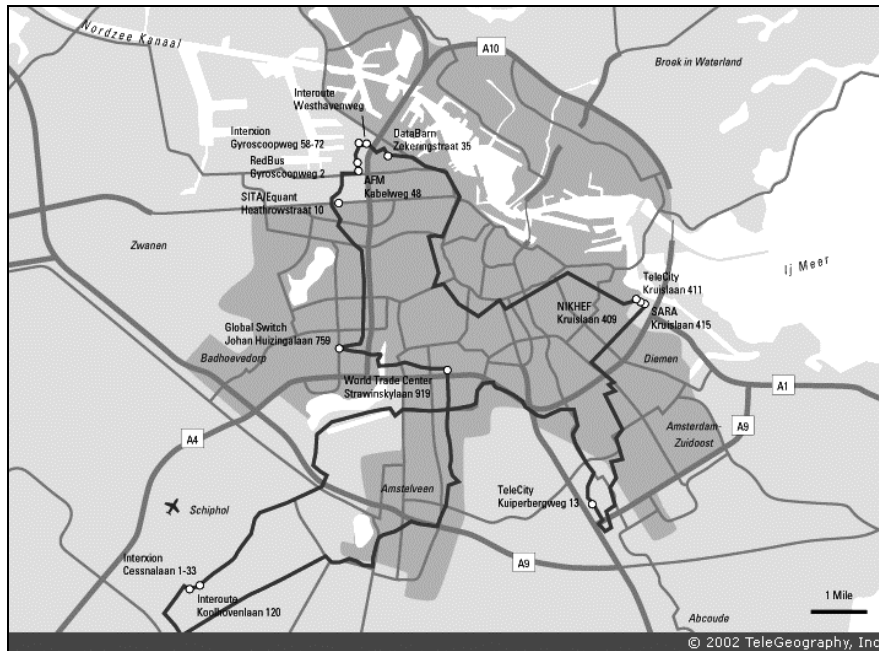 Nordzee Kanaal
A10
Broek in Waterland
Interoute
Westhavenweg
Interxion
Gyroscoopweg 58-72
DataBarn
Zekeringstraat 35
RedBus
Gyroscoopweg 2
AFM
Kabelweg 48
SITA/Equant
Heathrowstraat 10
Zwanen
Ij Meer
TeleCity
Kruislaan 411
NIKHEF
Kruislaan 409
SARA
Kruislaan 415
Global Switch
Johan Huizingalaan 759
Badhoevedorp
Diemen
World Trade Center
Strawinskylaan 919
A1
A4
Amsterdam-
Zuidoost
A9
Amstelveen
TeleCity
Kuiperbergweg 13
Schiphol
Interxion
Cessnalaan 1-33
A9
Interoute
Koplhovenlaan 120
1 Mile
Abcoude
© 2002 TeleGeography, Inc